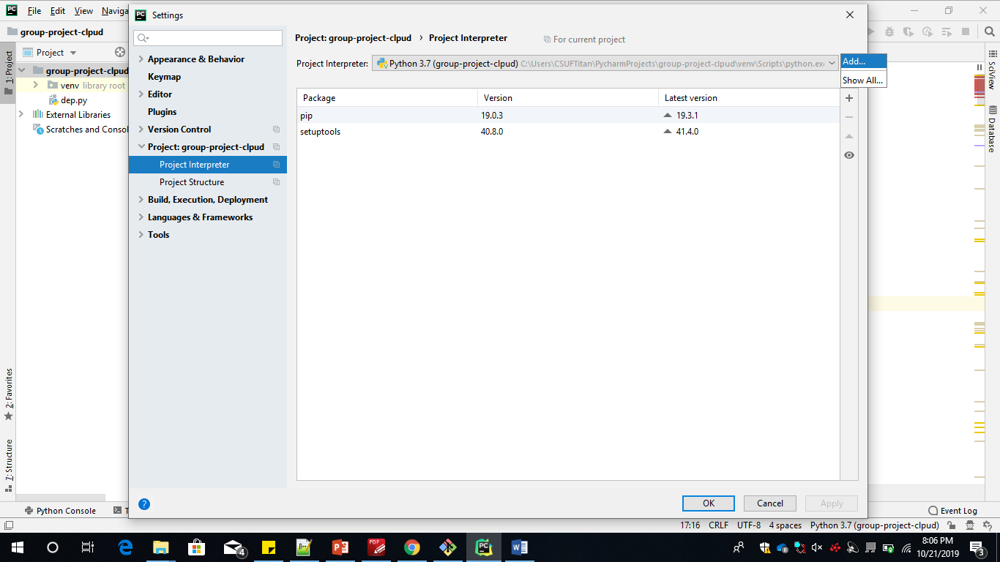 File Edit View Naviga
Settings
group-project-clpud
Project
group-project-clpud
venv library root
dep.py
External Libraries
Scratches and Consol
1: Project
2: Favorites
7: Structure
Appearance & Behavior
Keymap
Editor
Plugins
Version Control
Project: group-project-clpud
Project Interpreter
Project Structure
Build, Execution, Deployment
Languages & Frameworks
Tools
Project: group-project-clpud › Project Interpreter For current project
Project Interpreter: Python 3.7 (group-project-clpud) C:\Users\CSUFTitan\PycharmProjects\group-project-clpud\venv\Scripts\python.exe
Add...
Show All...
Package Version Latest version
pip 19.0.3 19.3.1
setuptools 40.8.0 41.4.0
OK Cancel Apply
SciView
Database
Python Console T
Event Log
17:16 CRLF UTF-8 4 spaces Python 3.7 (group-project-clpud)
4
PDF
8:06 PM
10/21/2019
3